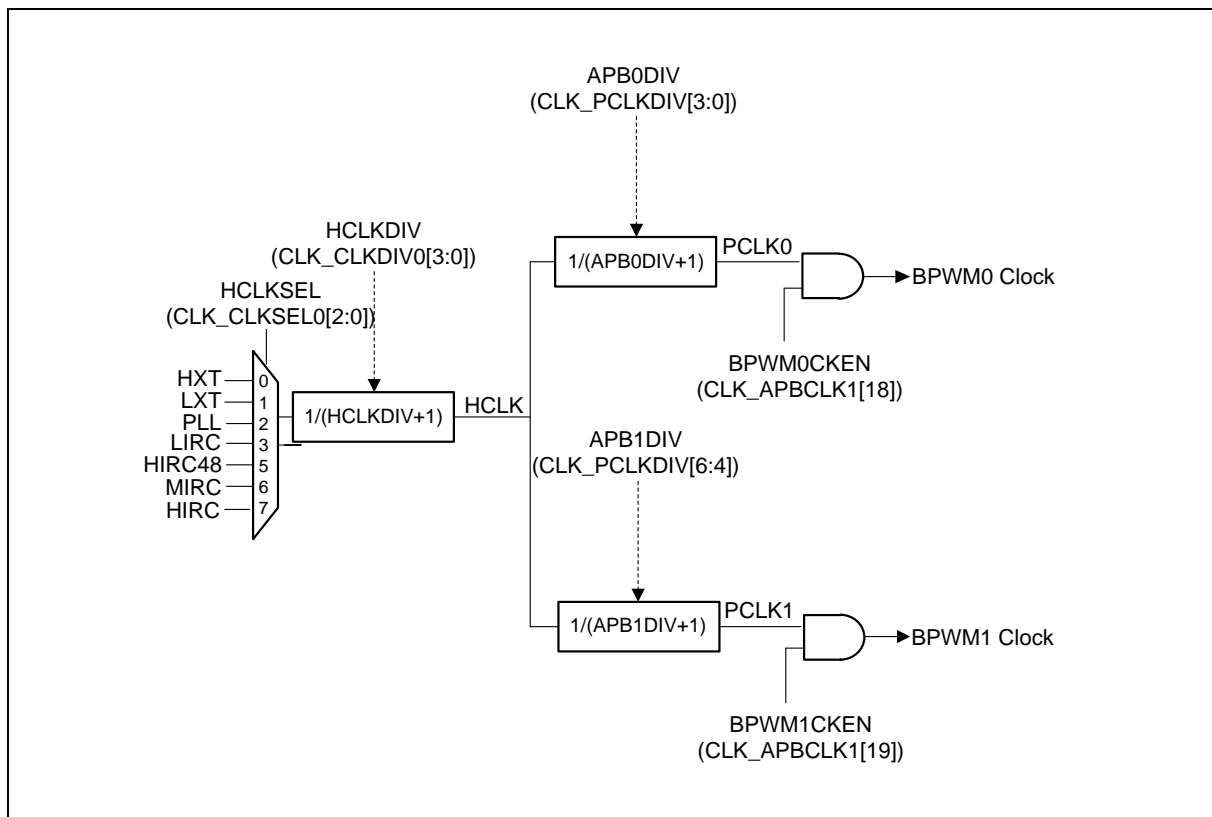 APB0DIV
(CLK_PCLKDIV[3:0])
HCLKDIV
(CLK_CLKDIV0[3:0])
HCLKSEL
(CLK_CLKSEL0[2:0])
1/(APB0DIV+1)
PCLK0
BPWM0 Clock
BPWM0CKEN
(CLK_APBCLK1[18])
HXT 0
LXT 1
PLL 2
LIRC 3
HIRC48 5
MIRC 6
HIRC 7
1/(HCLKDIV+1)
HCLK
APB1DIV
(CLK_PCLKDIV[6:4])
1/(APB1DIV+1)
PCLK1
BPWM1 Clock
BPWM1CKEN
(CLK_APBCLK1[19])